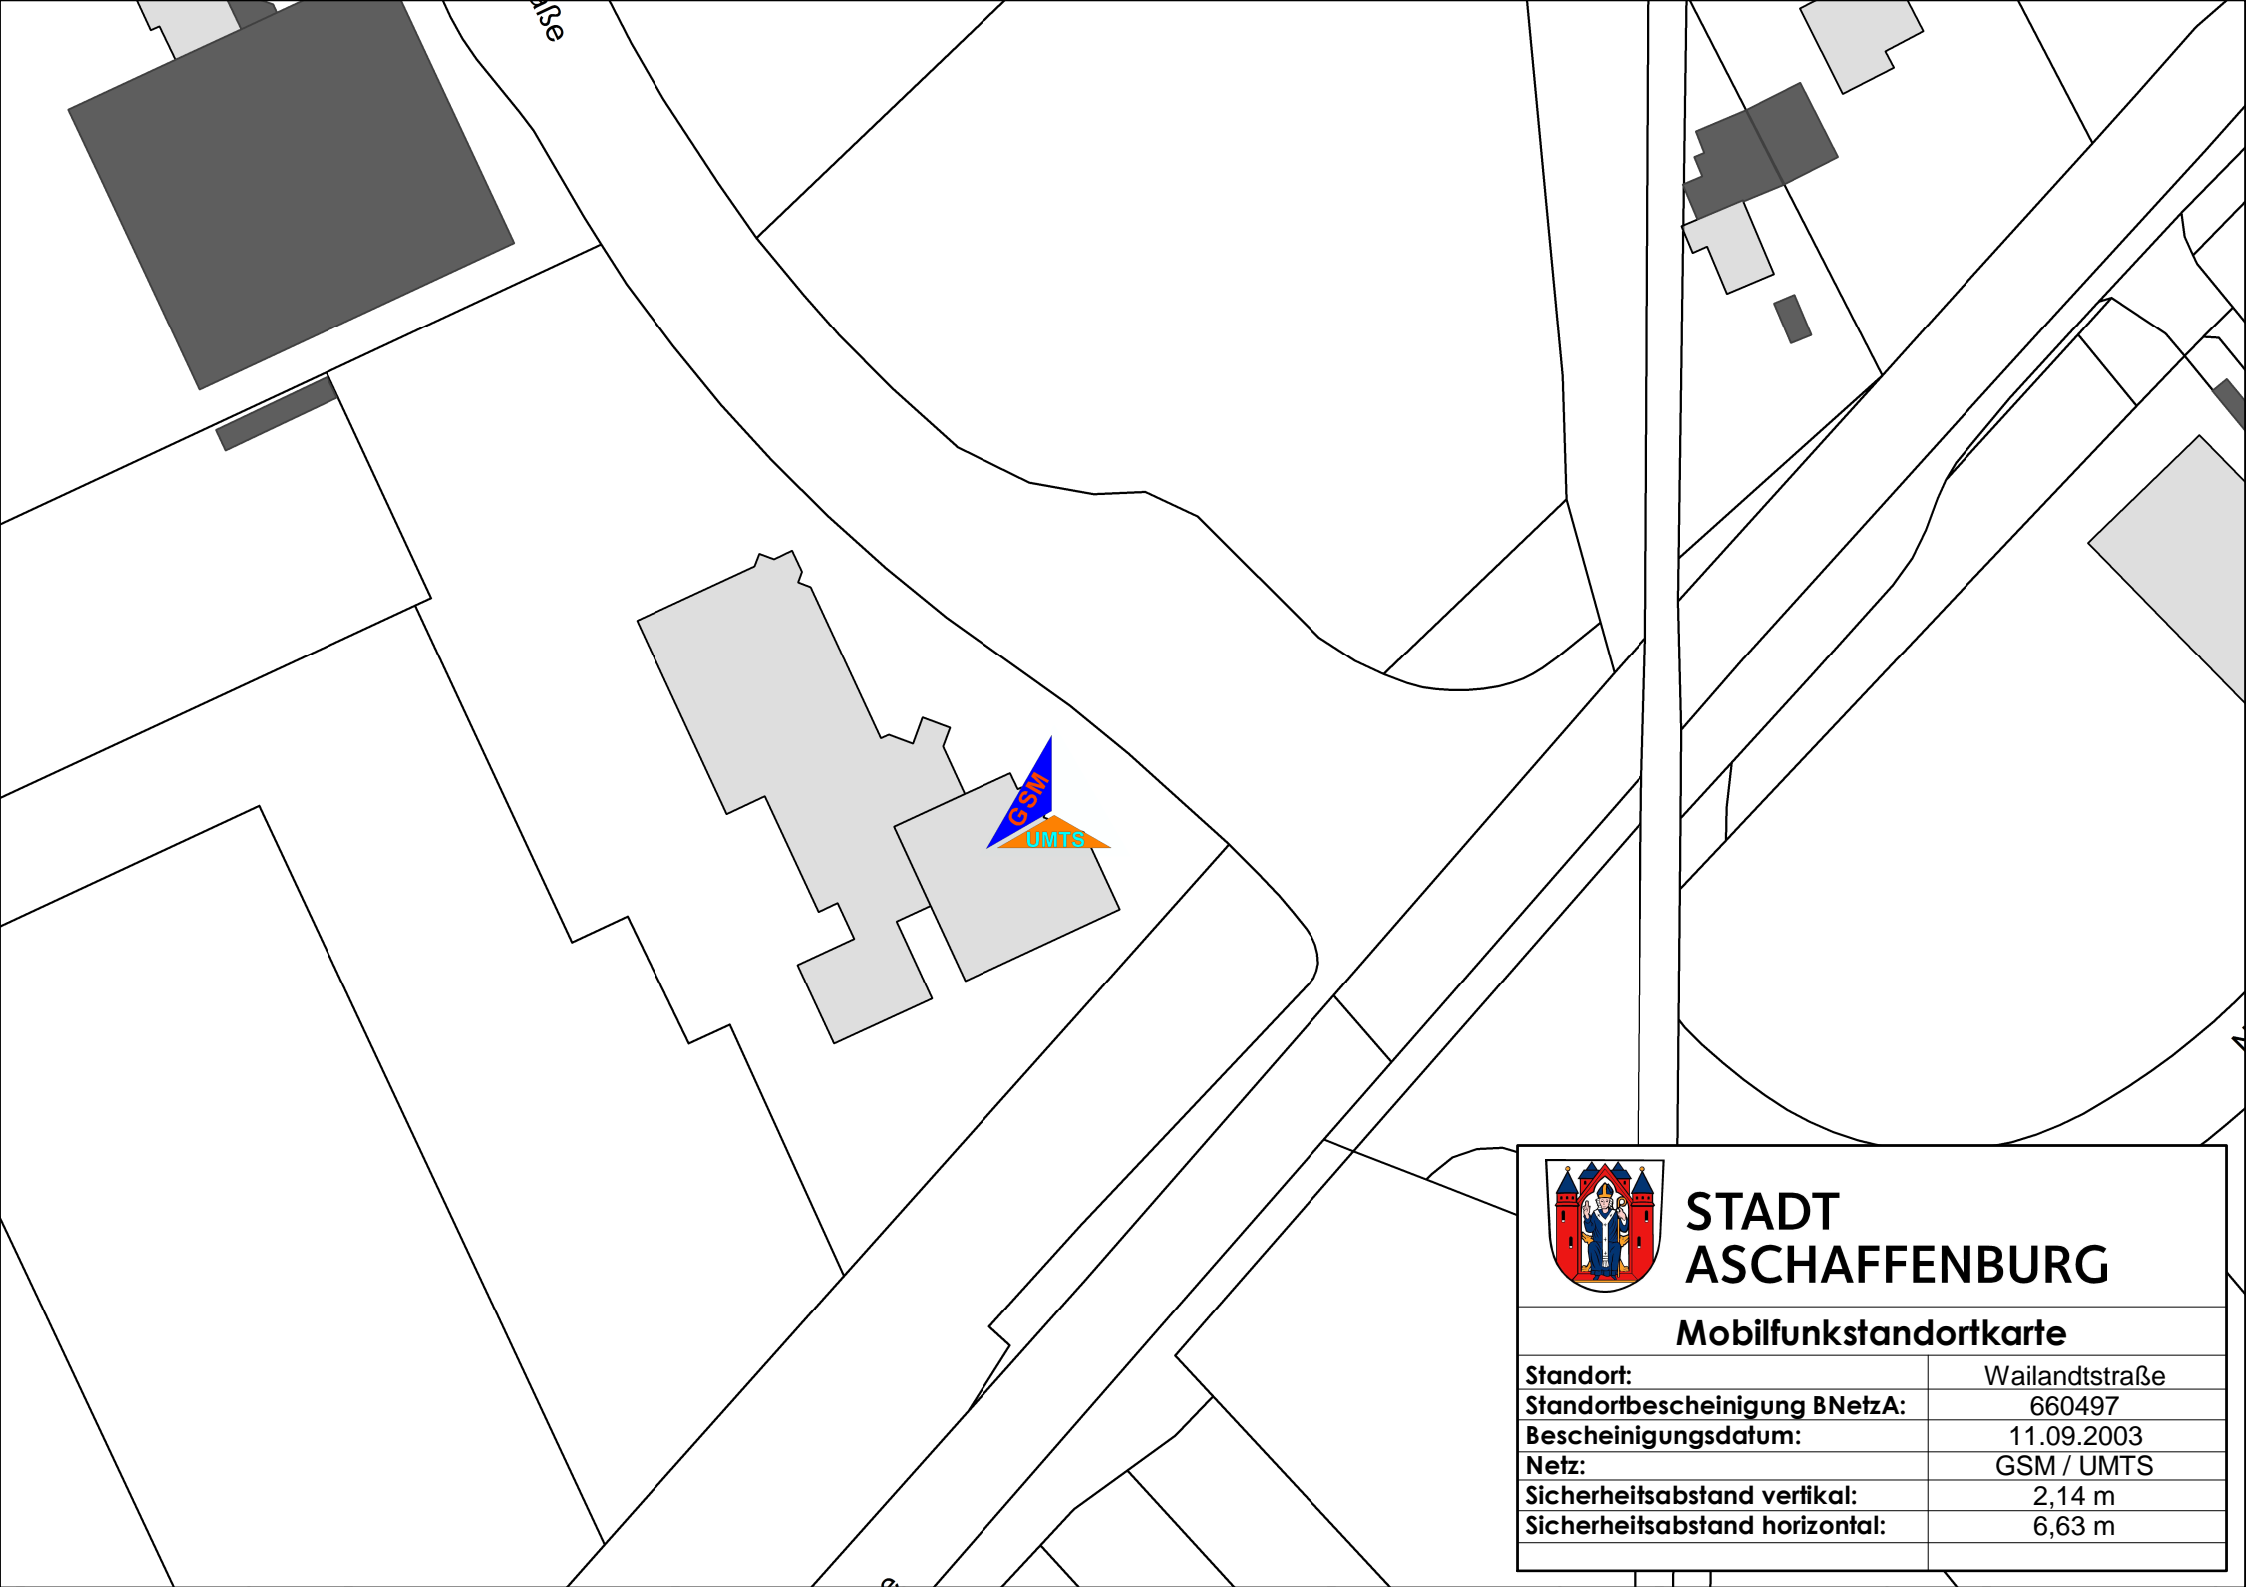 aße
GSM
UMTS
STADT
ASCHAFFENBURG
Mobilfunkstandortkarte
Standort: Wailandtstraße
Standortbescheinigung BNetzA: 660497
Bescheinigungsdatum: 11.09.2003
Netz: GSM / UMTS
Sicherheitsabstand vertikal: 2,14 m
Sicherheitsabstand horizontal: 6,63 m